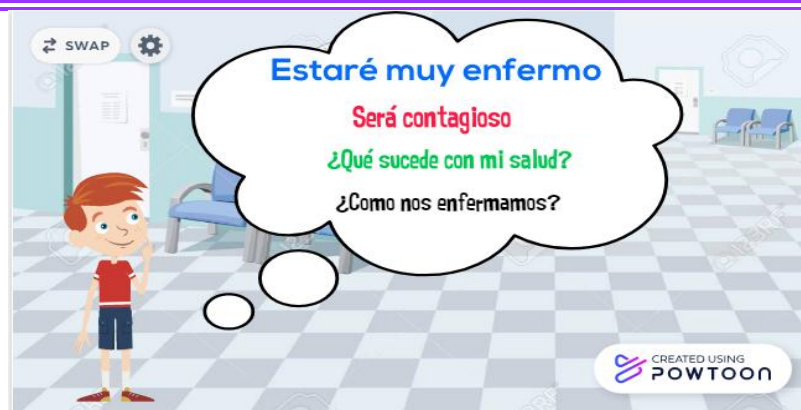 SWAP
Estaré muy enfermo
Será contagioso
¿Qué sucede con mi salud?
¿Como nos enfermamos?
CREATED USING
POWTOON